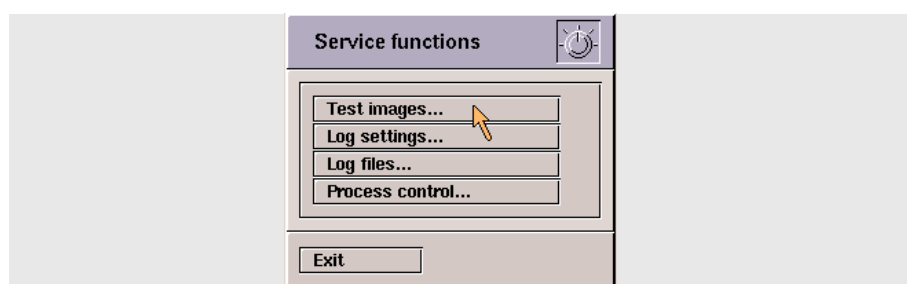 Service functions
Test images...
Log settings...
Log files...
Process control...
Exit